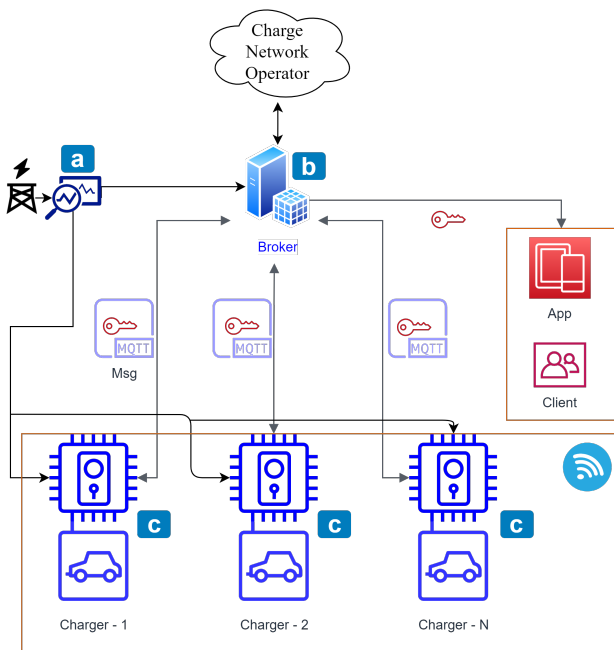 Charge
Network
Operator
a
b
Broker
App
Client
MQTT
MQTT
MQTT
Msg
c
c
c
Charger - 1
Charger - 2
Charger - N